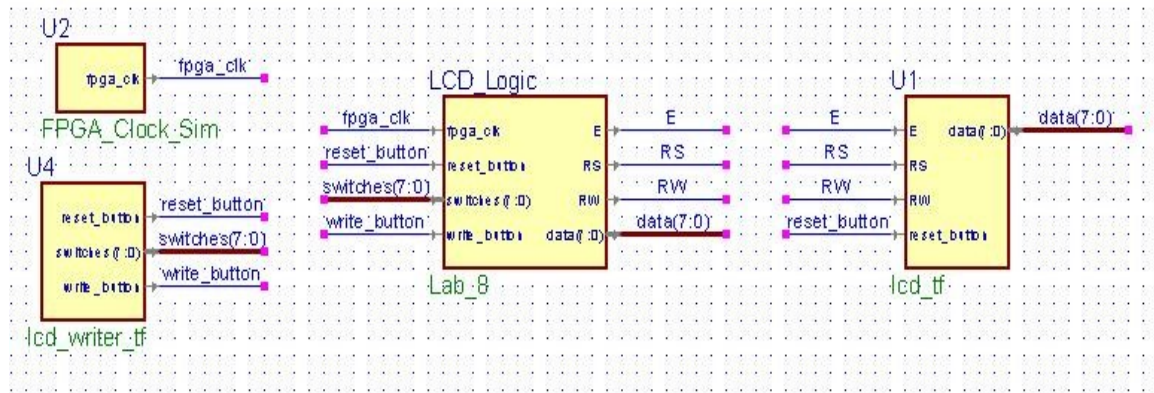 U2
fpga_clk
fpga_clk
FPGA_Clock_Sim
U4
reset_button
reset_button
switches(7:0)
switches(7:0)
write_button
write_button
lcd_writer_tf
LCD_Logic
fpga_clk
fpga_clk
E
E
reset_button
reset_button
RS
RS
switches(7:0)
switches(7:0)
RW
RW
write_button
write_button
data(7:0)
data(7:0)
Lab_8
U1
E
E
data(7:0)
data(7:0)
RS
RS
RW
RW
reset_button
reset_button
lcd_tf